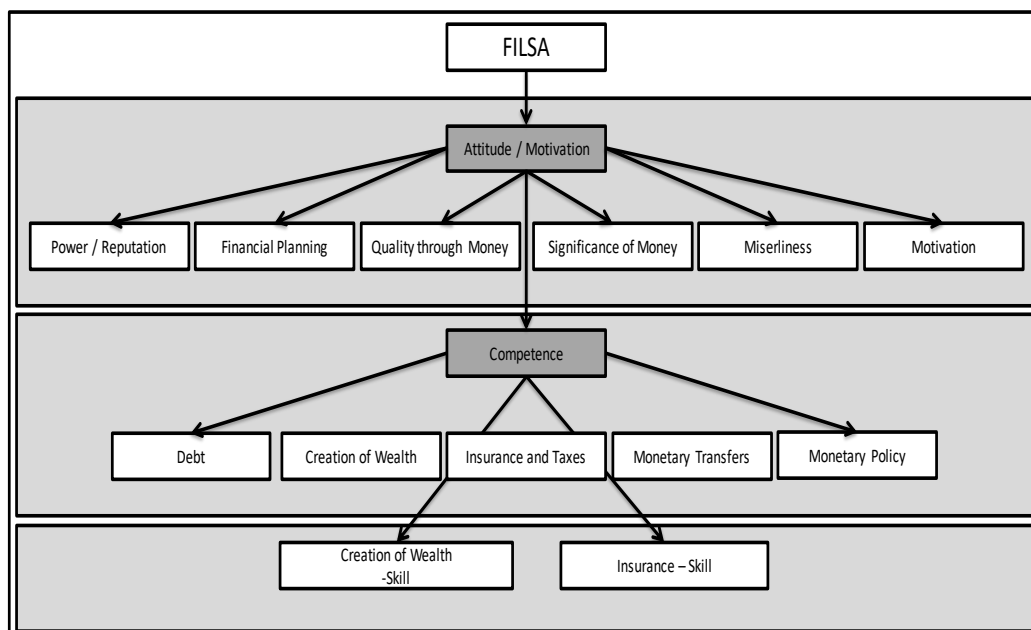 FILSA
Attitude / Motivation
Power / Reputation
Financial Planning
Quality through Money
Significance of Money
Miserliness
Motivation
Competence
Debt
Creation of Wealth
Insurance and Taxes
Monetary Transfers
Monetary Policy
Creation of Wealth
-Skill
Insurance – Skill